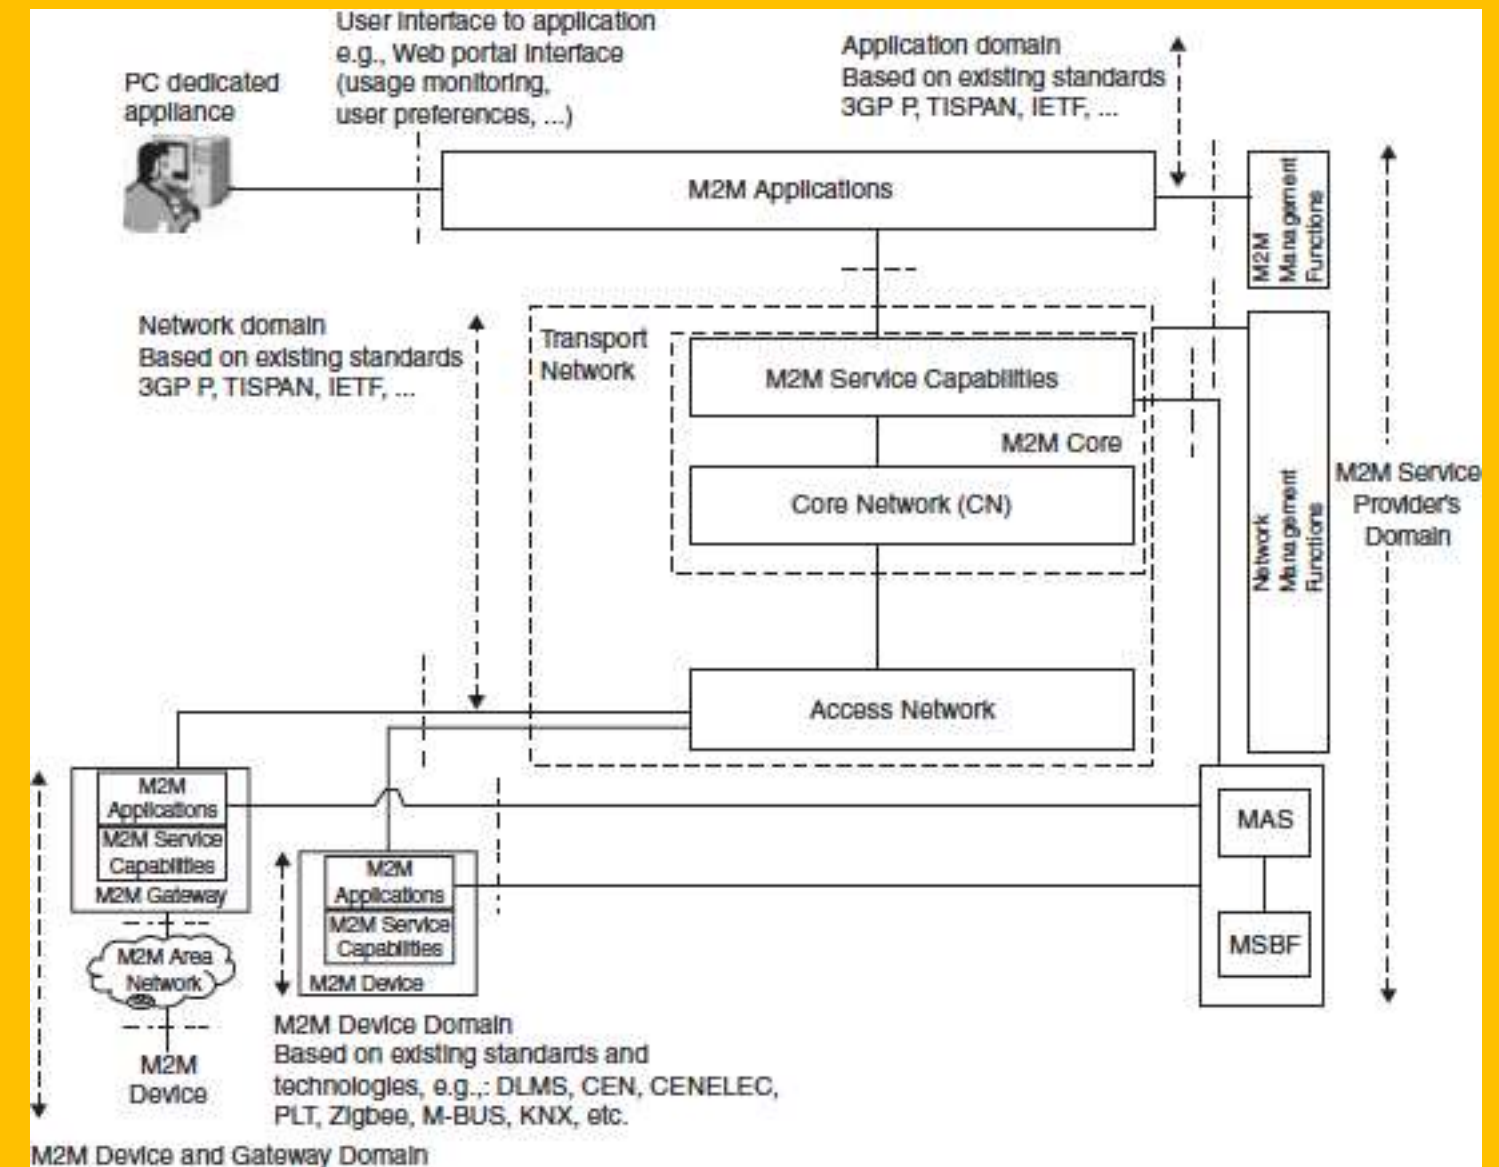 User Interface to application
e.g., Web portal Interface
(usage monitoring,
user preferences, ...)
Application domain
Based on existing standards
3GP P, TISPAN, IETF, ...
PC dedicated
appliance
M2M Applications
M2M
Management
Functions
Network domain
Based on existing standards
3GP P, TISPAN, IETF, ...
Transport
Network
M2M Service Capabilities
M2M Core
Core Network (CN)
Network
Management
Functions
M2M Service
Provider's
Domain
Access Network
M2M
Applications
M2M Service
Capabilities
M2M Gateway
M2M
Applications
M2M Service
Capabilities
M2M Device
MAS
MSBF
M2M Area
Network
M2M
Device
M2M Device Domain
Based on existing standards and
technologies, e.g.,: DLMS, CEN, CENELEC,
PLT, Zigbee, M-BUS, KNX, etc.
M2M Device and Gateway Domain